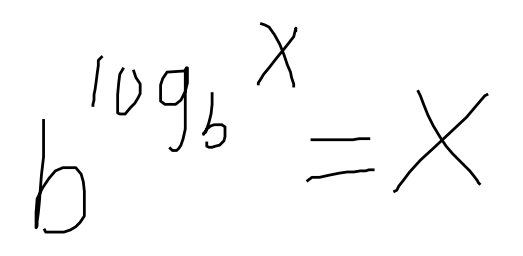 b^{log_b x} = x